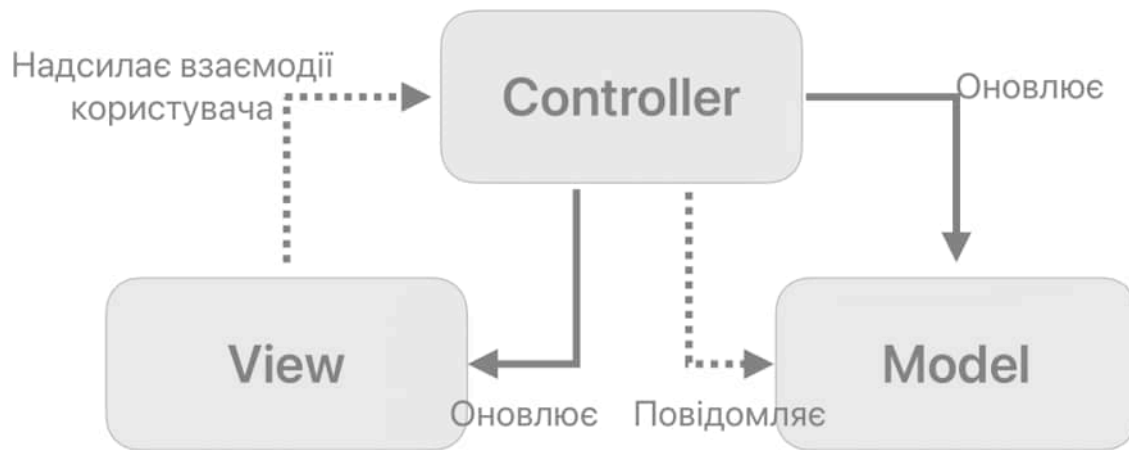 Надсилає взаємодії
користувача
Controller
Оновлює
View
Model
Оновлює
Повідомляє